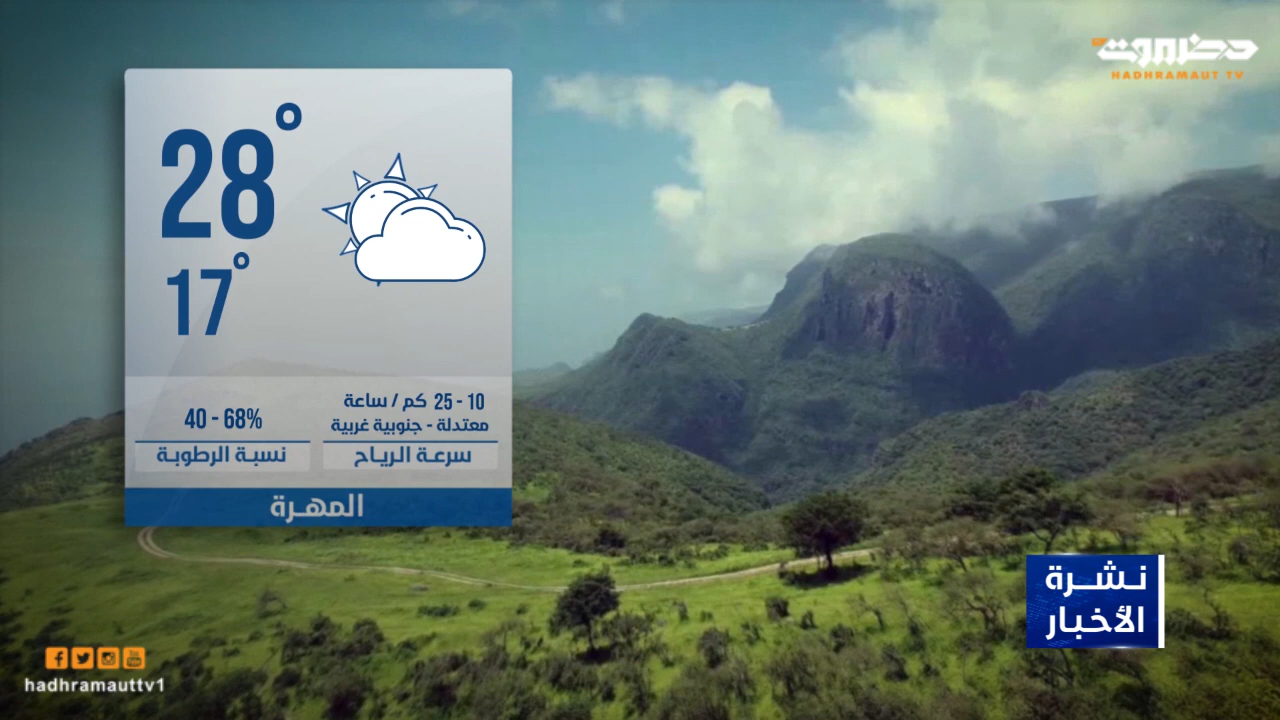 حضرموت
HADHRAMAUT TV
28°
17°
10 - 25 كم / ساعة
معتدلة - جنوبية غربية
سرعة الرياح
40 - 68%
نسبة الرطوبة
المهرة
نشرة
الأخبار
hadhramauttv1